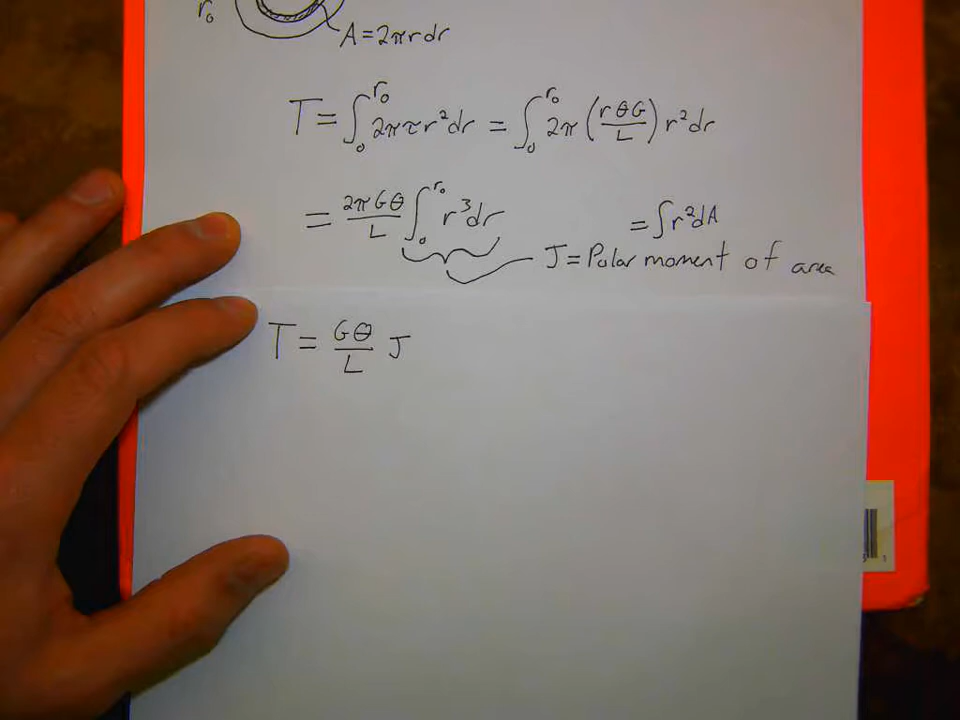 r₀
A=2πrdr
T = ∫₀^r₀ 2πτr²dr = ∫₀^r₀ 2π(rθG/L)r²dr
= 2πGθ/L ∫₀^r₀ r³dr = ∫r²dA
J=Polar moment of area
T = Gθ/L J